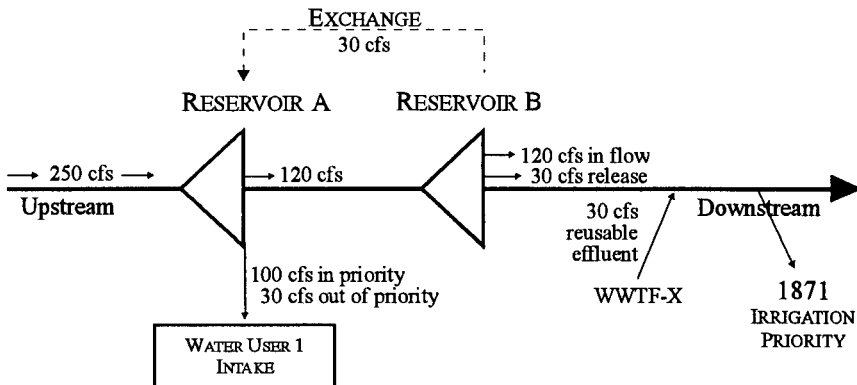 EXCHANGE
30 cfs
RESERVOIR A
RESERVOIR B
250 cfs
120 cfs
120 cfs in flow
30 cfs release
Upstream
30 cfs
reusable
effluent
Downstream
100 cfs in priority
30 cfs out of priority
WWTF-X
1871
IRRIGATION
PRIORITY
WATER USER 1
INTAKE